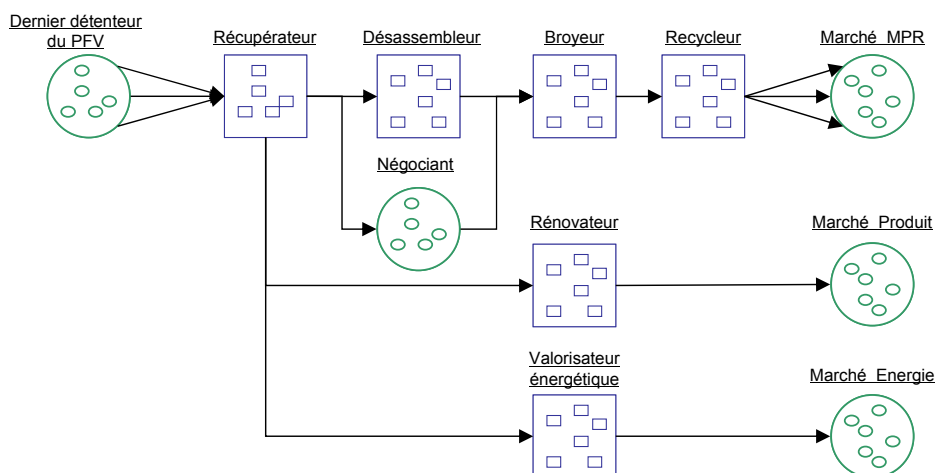 Dernier détenteur
du PFV
Récupérateur
Désassembleur
Broyeur
Recycleur
Marché MPR
Négociant
Rénovateur
Marché Produit
Valorisateur
énergétique
Marché Energie